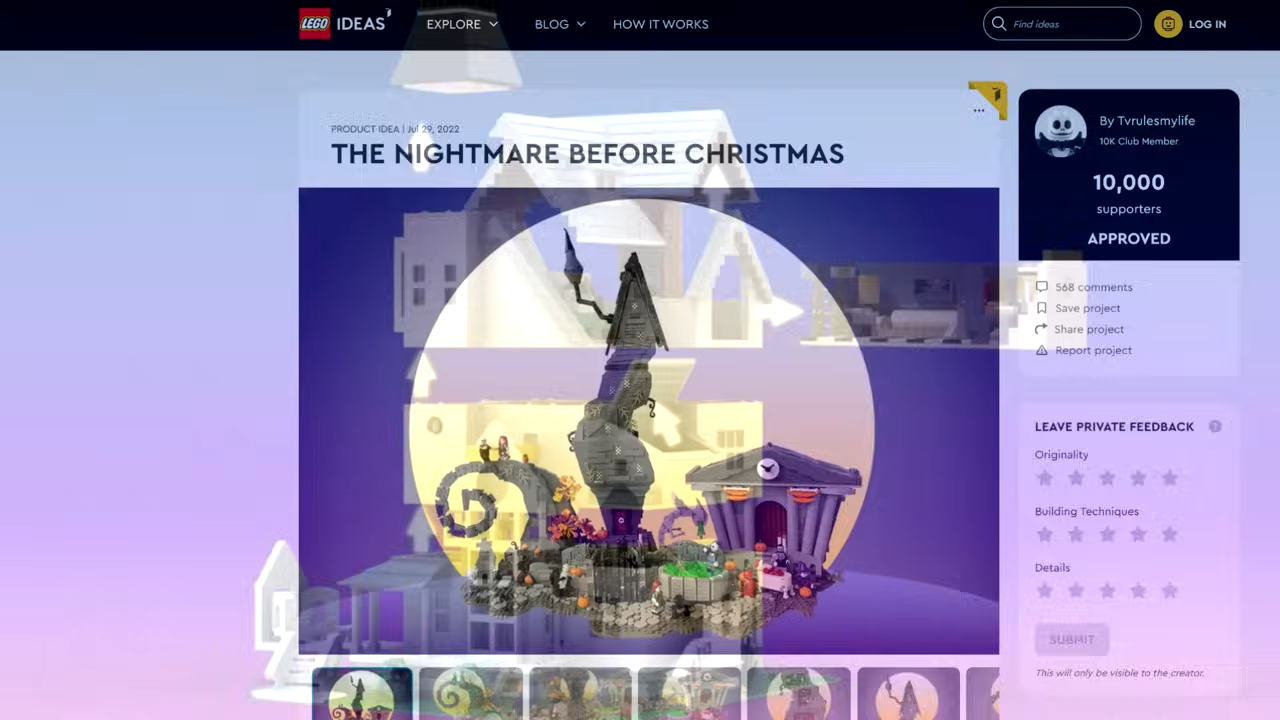 LEGO IDEAS EXPLORE BLOG HOW IT WORKS Find ideas LOG IN
PRODUCT IDEA | Jul 29, 2022
THE NIGHTMARE BEFORE CHRISTMAS
By Tvrulesmylife
10K Club Member
10,000
supporters
APPROVED
568 comments
Save project
Share project
Report project
LEAVE PRIVATE FEEDBACK ?
Originality
Building Techniques
Details
SUBMIT
This will only be visible to the creator.